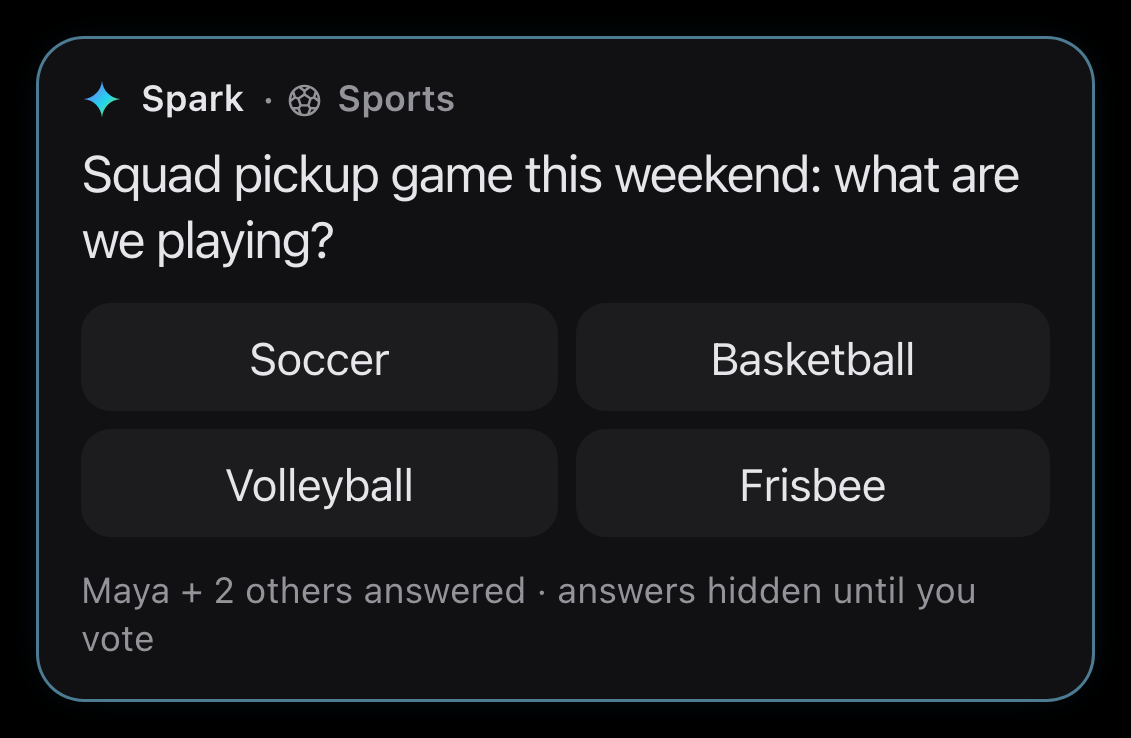 Spark · Sports
Squad pickup game this weekend: what are
we playing?
Soccer
Basketball
Volleyball
Frisbee
Maya + 2 others answered · answers hidden until you
vote